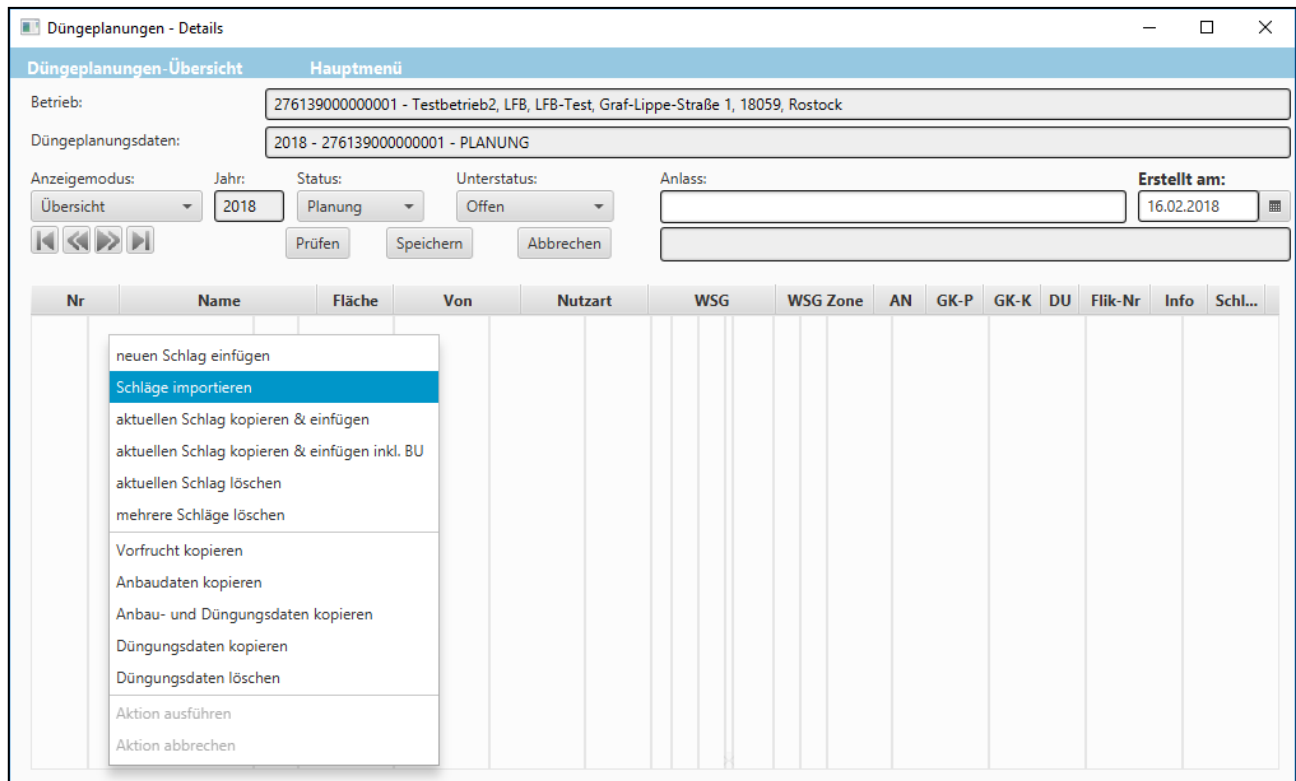 Düngeplanungen - Details
Düngeplanungen-Übersicht Hauptmenü
Betrieb: 276139000000001 - Testbetrieb2, LFB, LFB-Test, Graf-Lippe-Straße 1, 18059, Rostock
Düngeplanungsdaten: 2018 - 276139000000001 - PLANUNG
Anzeigemodus: Jahr: Status: Unterstatus: Anlass: Erstellt am:
Übersicht 2018 Planung Offen 16.02.2018
Prüfen Speichern Abbrechen
Nr Name Fläche Von Nutzart WSG WSG Zone AN GK-P GK-K DU Flik-Nr Info Schl...
neuen Schlag einfügen
Schläge importieren
aktuellen Schlag kopieren & einfügen
aktuellen Schlag kopieren & einfügen inkl. BU
aktuellen Schlag löschen
mehrere Schläge löschen
Vorfrucht kopieren
Anbaudaten kopieren
Anbau- und Düngungsdaten kopieren
Düngungsdaten kopieren
Düngungsdaten löschen
Aktion ausführen
Aktion abbrechen